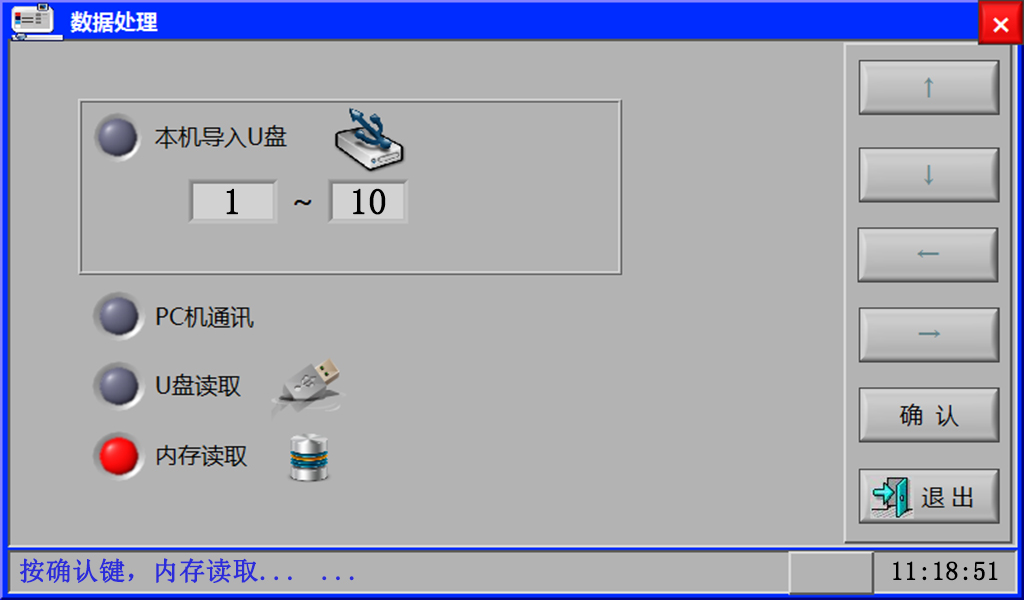 数据处理
本机导入U盘
1 ~ 10
PC机通讯
U盘读取
内存读取
↑
↓
←
→
确 认
退 出
按确认键，内存读取... ...
11:18:51